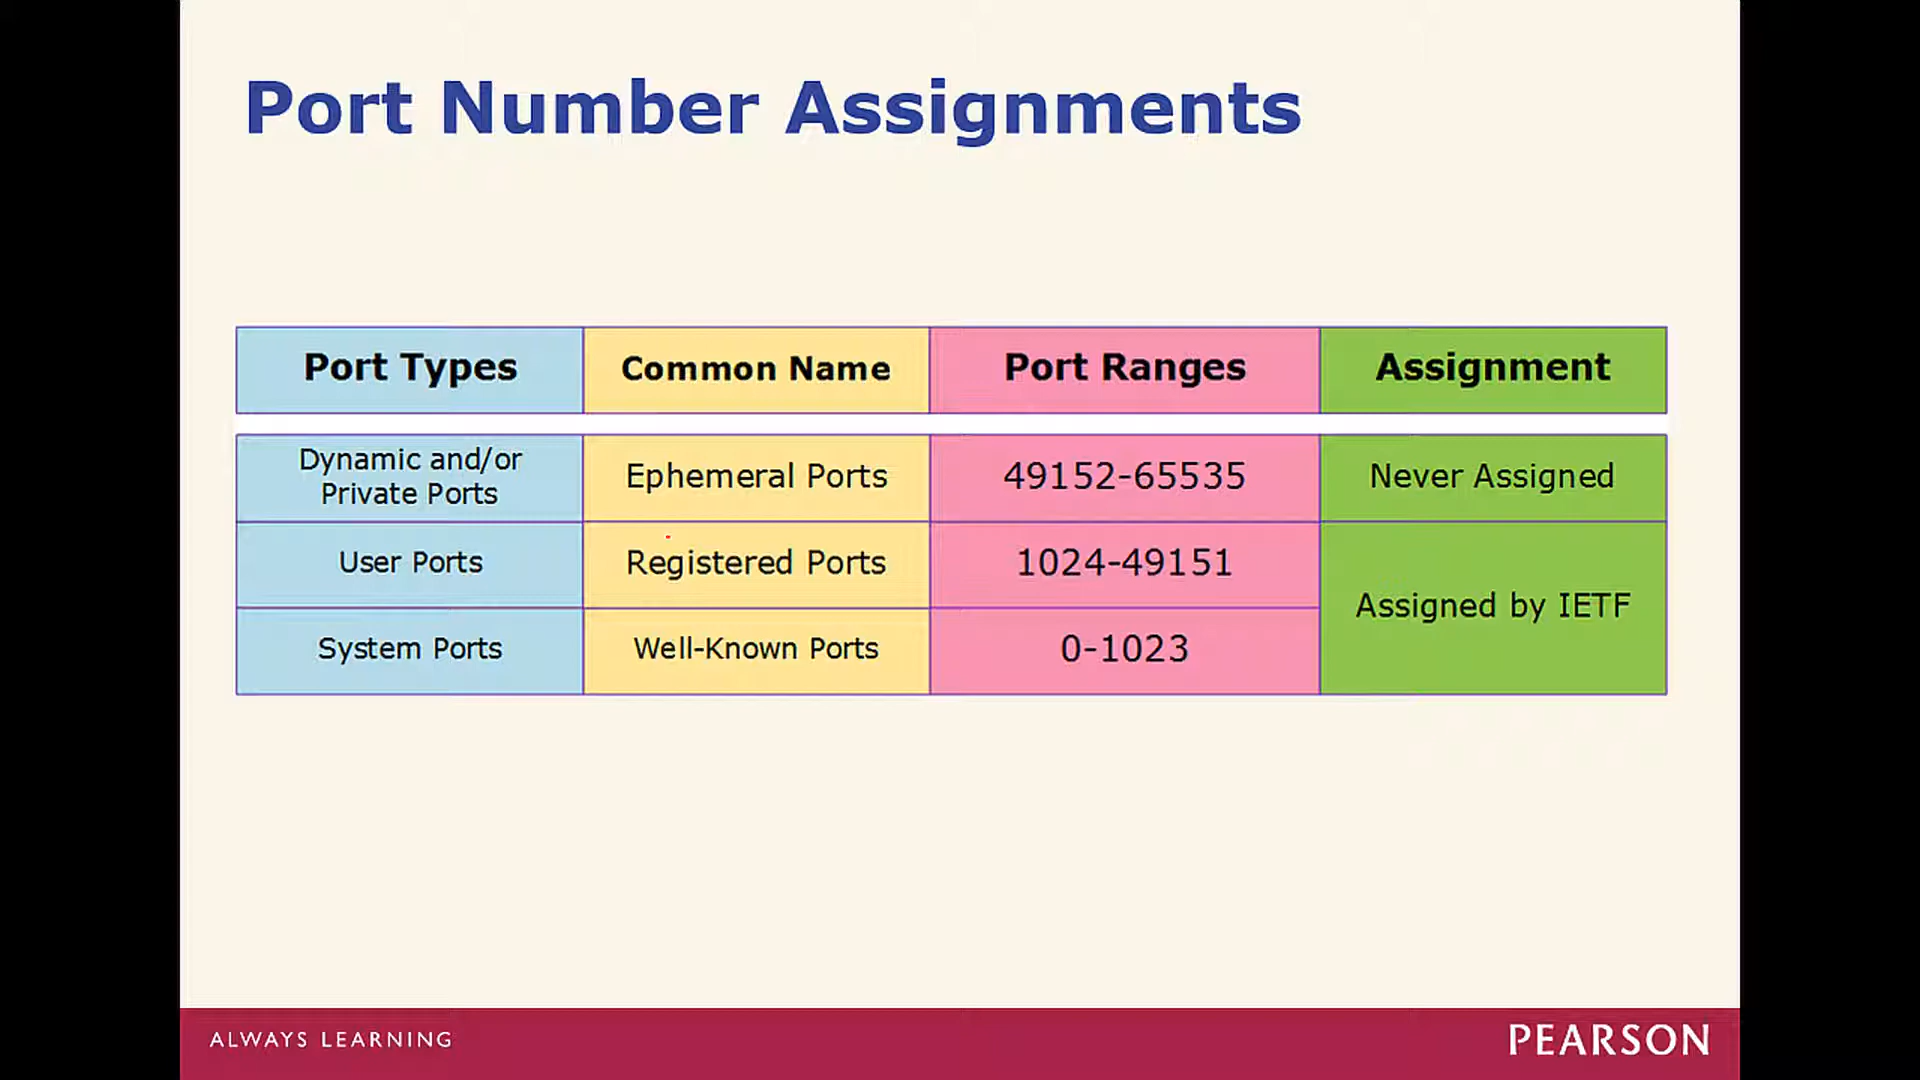 Port Number Assignments
Port Types Common Name Port Ranges Assignment
Dynamic and/or
Private Ports
Ephemeral Ports
49152-65535
Never Assigned
User Ports
Registered Ports
1024-49151
Assigned by IETF
System Ports
Well-Known Ports
0-1023
ALWAYS LEARNING
PEARSON